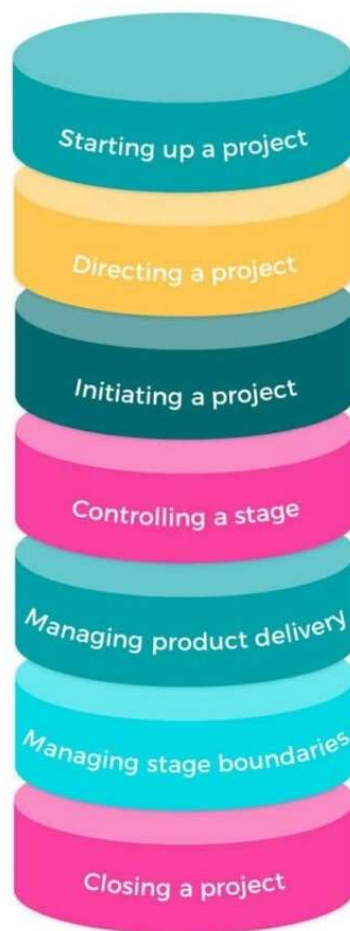 Starting up a project
Directing a project
Initiating a project
Controlling a stage
Managing product delivery
Managing stage boundaries
Closing a project